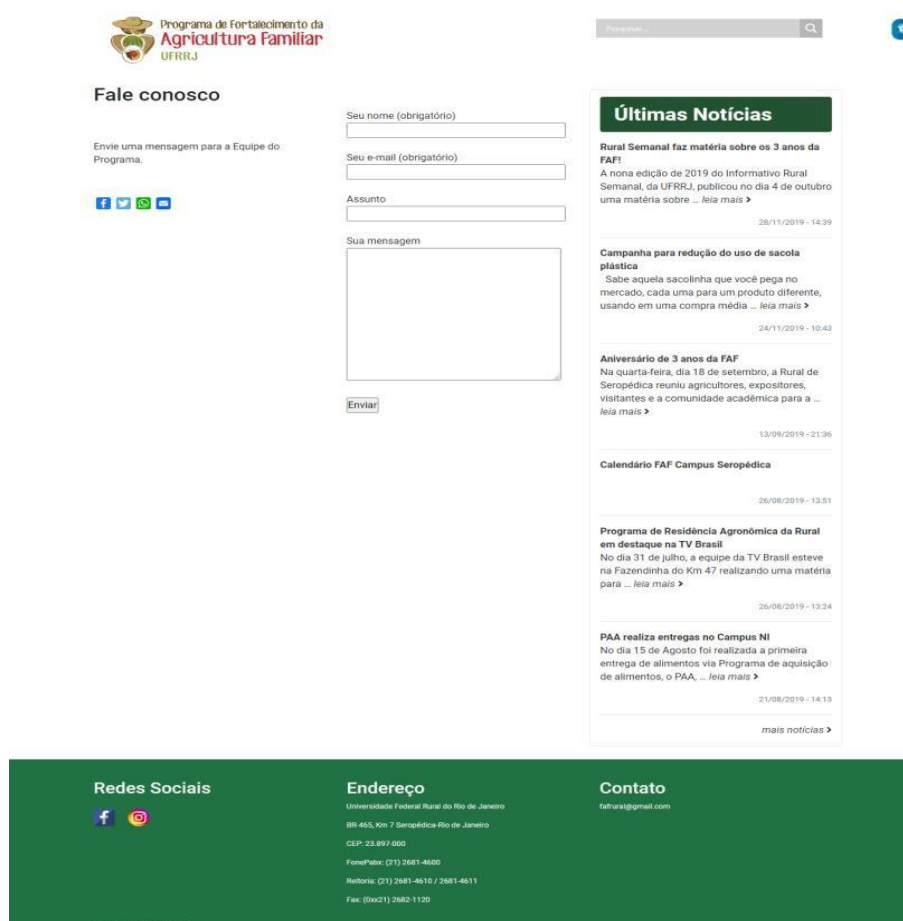 Programa de Fortalecimento da
Agricultura Familiar
UFRRJ
Pesquisar...
Fale conosco
Envie uma mensagem para a Equipe do
Programa.
Seu nome (obrigatório)
Seu e-mail (obrigatório)
Assunto
Sua mensagem
Enviar
Últimas Notícias
Rural Semanal faz matéria sobre os 3 anos da
FAF!
A nona edição de 2019 do Informativo Rural
Semanal, da UFRRJ, publicou no dia 4 de outubro
uma matéria sobre ... leia mais >
28/11/2019 - 14:39
Campanha para redução do uso de sacola
plástica
Sabe aquela sacolinha que você pega no
mercado, cada uma para um produto diferente,
usando em uma compra média ... leia mais >
24/11/2019 - 10:43
Aniversário de 3 anos da FAF
Na quarta-feira, dia 18 de setembro, a Rural de
Seropédica reuniu agricultores, expositores,
visitantes e a comunidade acadêmica para a ...
leia mais >
13/09/2019 - 21:36
Calendário FAF Campus Seropédica
26/08/2019 - 13:51
Programa de Residência Agronômica da Rural
em destaque na TV Brasil
No dia 31 de julho, a equipe da TV Brasil esteve
na Fazendinha do Km 47 realizando uma matéria
para ... leia mais >
26/08/2019 - 13:24
PAA realiza entregas no Campus NI
No dia 15 de Agosto foi realizada a primeira
entrega de alimentos via Programa de aquisição
de alimentos, o PAA, ... leia mais >
21/08/2019 - 14:13
mais notícias >
Redes Sociais
Endereço
Universidade Federal Rural do Rio de Janeiro
BR-465, Km 7 Seropédica-Rio de Janeiro
CEP: 23.897-000
FonePabx: (21) 2681-4600
Reitoria: (21) 2681-4610 / 2681-4611
Fax: (0xx21) 2682-1120
Contato
fafrural@gmail.com